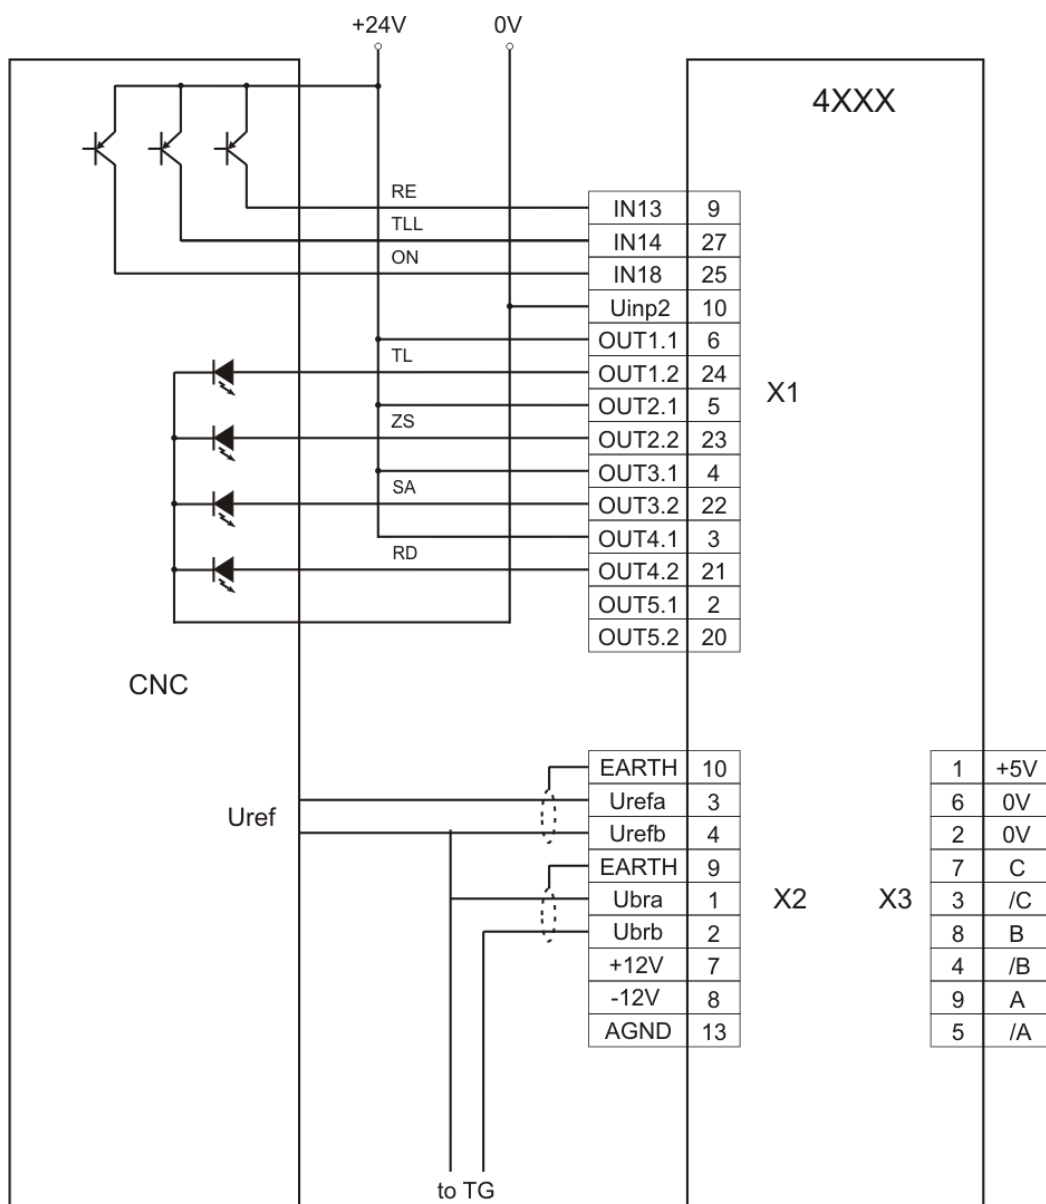 +24V 0V
4XXX
RE IN13 9
TLL IN14 27
ON IN18 25
Uinp2 10
OUT1.1 6
TL OUT1.2 24
X1
OUT2.1 5
ZS OUT2.2 23
OUT3.1 4
SA OUT3.2 22
OUT4.1 3
RD OUT4.2 21
OUT5.1 2
OUT5.2 20
CNC
EARTH 10 1 +5V
Uref Urefa 3 6 0V
Urefb 4 2 0V
EARTH 9 7 C
Ubra 1 X2 X3 3 /C
Ubrb 2 8 B
+12V 7 4 /B
-12V 8 9 A
AGND 13 5 /A
to TG